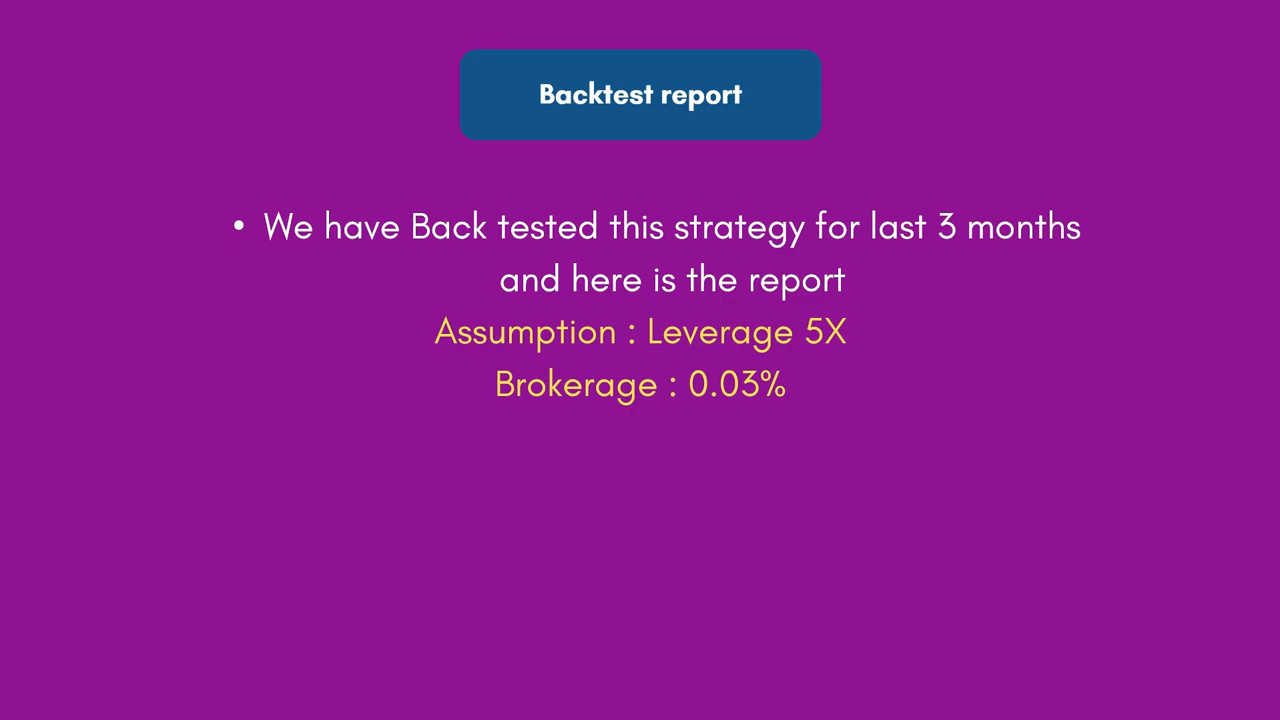 Backtest report
• We have Back tested this strategy for last 3 months
and here is the report
Assumption : Leverage 5X
Brokerage : 0.03%